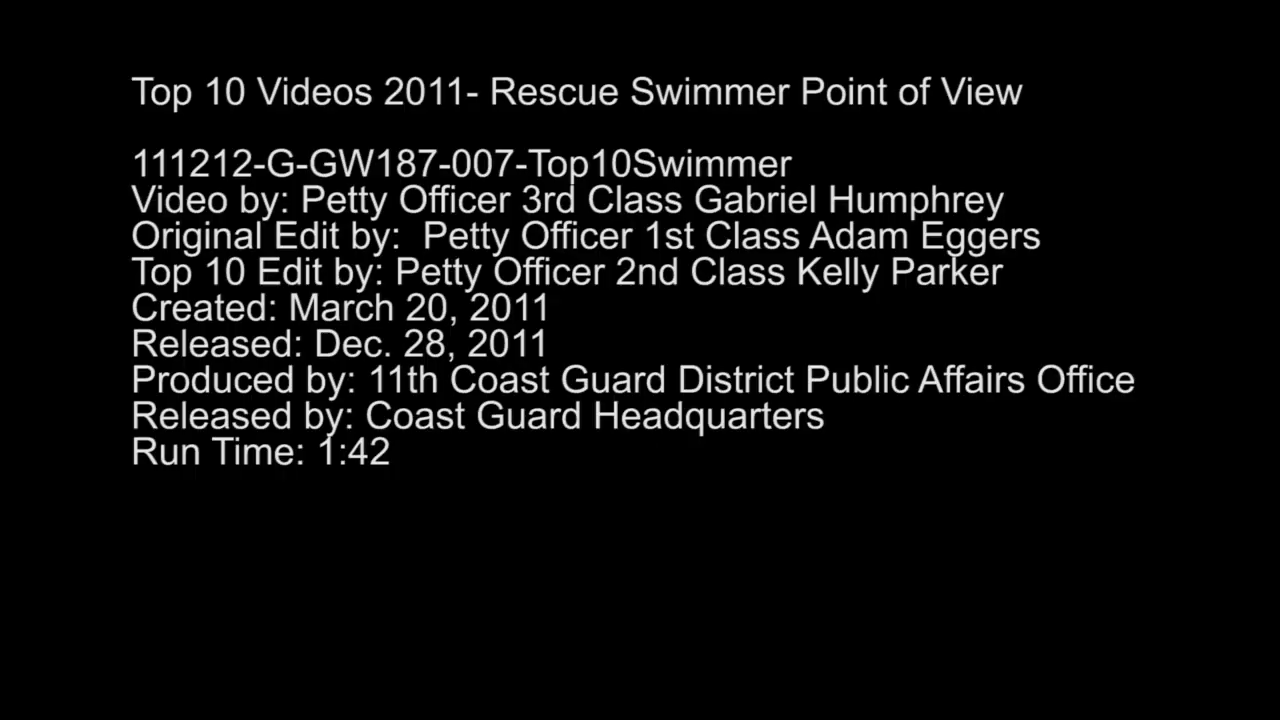 Top 10 Videos 2011- Rescue Swimmer Point of View
111212-G-GW187-007-Top10Swimmer
Video by: Petty Officer 3rd Class Gabriel Humphrey
Original Edit by:  Petty Officer 1st Class Adam Eggers
Top 10 Edit by: Petty Officer 2nd Class Kelly Parker
Created: March 20, 2011
Released: Dec. 28, 2011
Produced by: 11th Coast Guard District Public Affairs Office
Released by: Coast Guard Headquarters
Run Time: 1:42